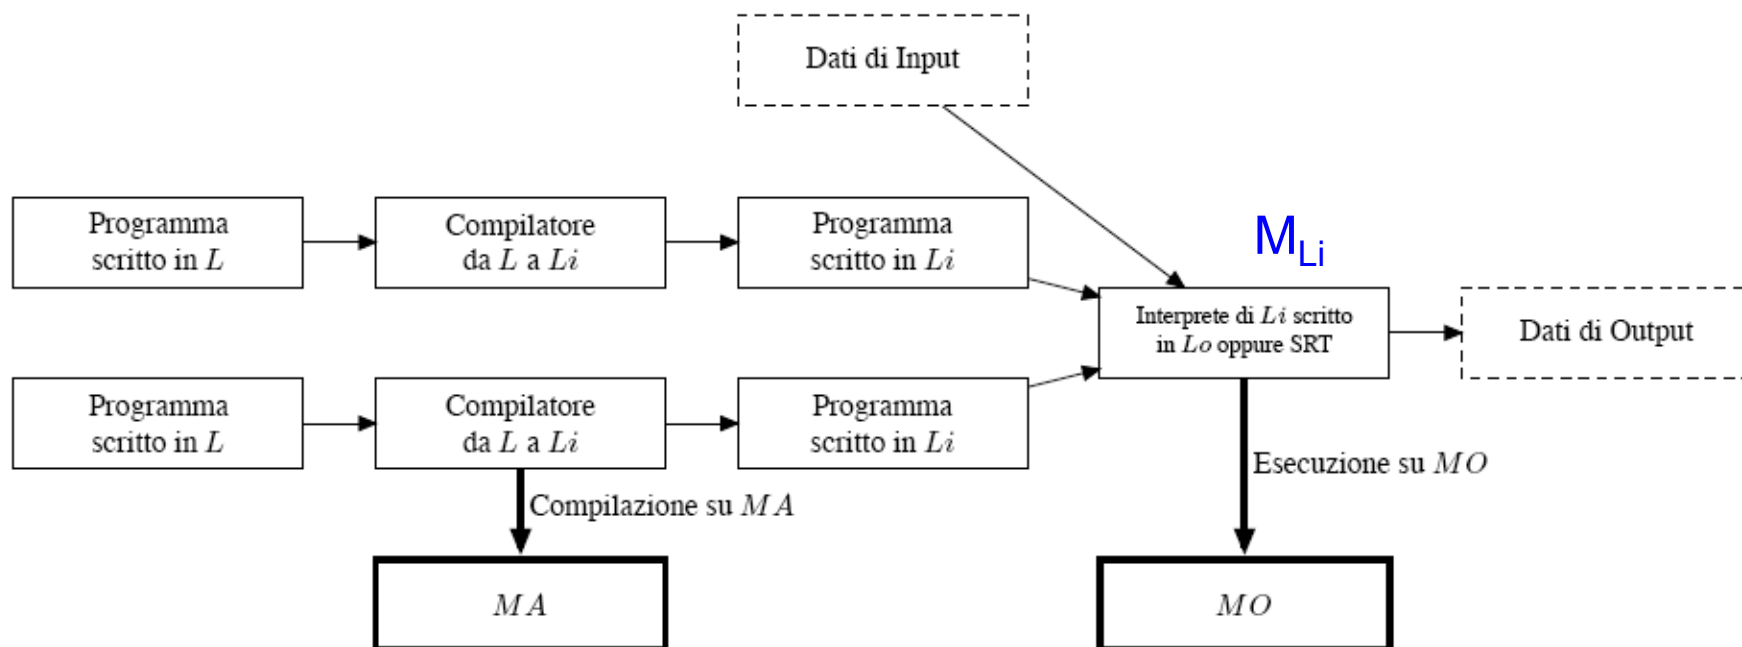 Dati di Input
Programma
scritto in L
Compilatore
da L a Li
Programma
scritto in Li
M_Li
Interprete di Li scritto
in Lo oppure SRT
Dati di Output
Programma
scritto in L
Compilatore
da L a Li
Programma
scritto in Li
Compilazione su MA
Esecuzione su MO
MA
MO